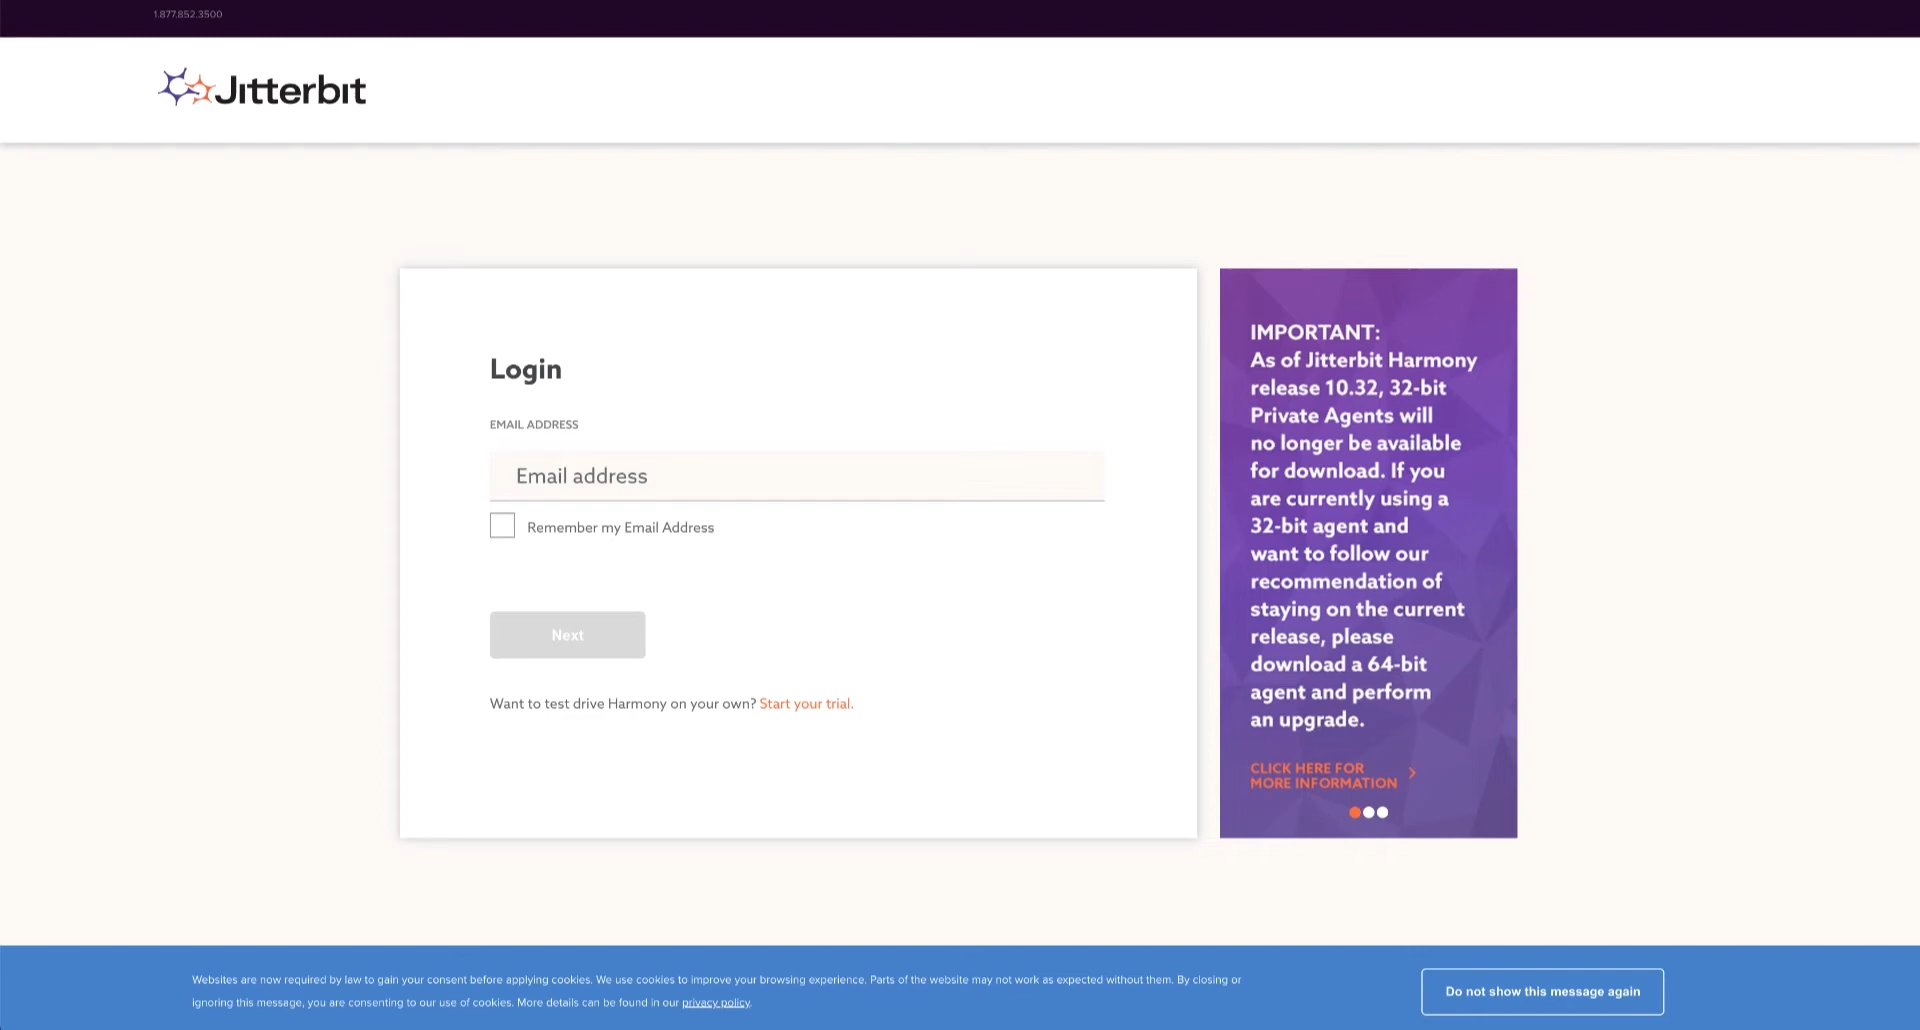 1.877.852.3500
Jitterbit
Login
EMAIL ADDRESS
Email address
Remember my Email Address
Next
Want to test drive Harmony on your own? Start your trial.
IMPORTANT:
As of Jitterbit Harmony
release 10.32, 32-bit
Private Agents will
no longer be available
for download. If you
are currently using a
32-bit agent and
want to follow our
recommendation of
staying on the current
release, please
download a 64-bit
agent and perform
an upgrade.
CLICK HERE FOR
MORE INFORMATION
Websites are now required by law to gain your consent before applying cookies. We use cookies to improve your browsing experience. Parts of the website may not work as expected without them. By closing or
ignoring this message, you are consenting to our use of cookies. More details can be found in our privacy policy.
Do not show this message again